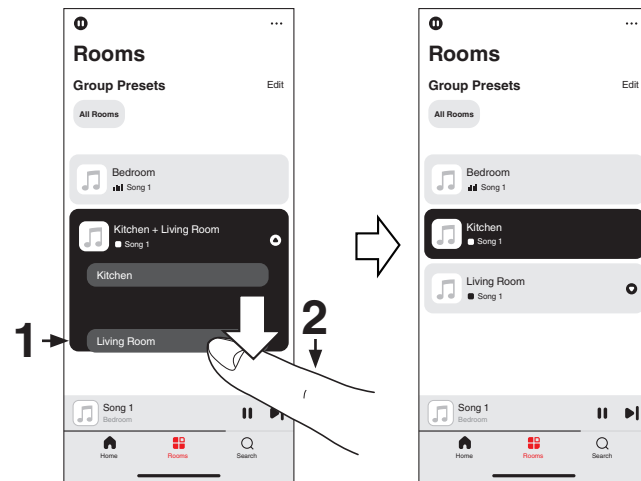 Rooms
Group Presets Edit
All Rooms
Bedroom
Song 1
Kitchen + Living Room
Song 1
Kitchen
Living Room
1
2
Song 1
Bedroom
Home Rooms Search
Rooms
Group Presets Edit
All Rooms
Bedroom
Song 1
Kitchen
Song 1
Living Room
Song 1
Song 1
Bedroom
Home Rooms Search